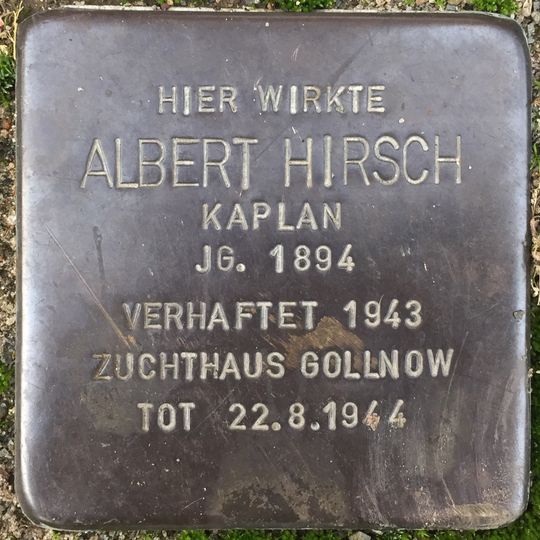 HIER WIRKTE
ALBERT HIRSCH
KAPLAN
JG. 1894
VERHAFTET 1943
ZUCHTHAUS GOLLNOW
TOT 22.8.1944